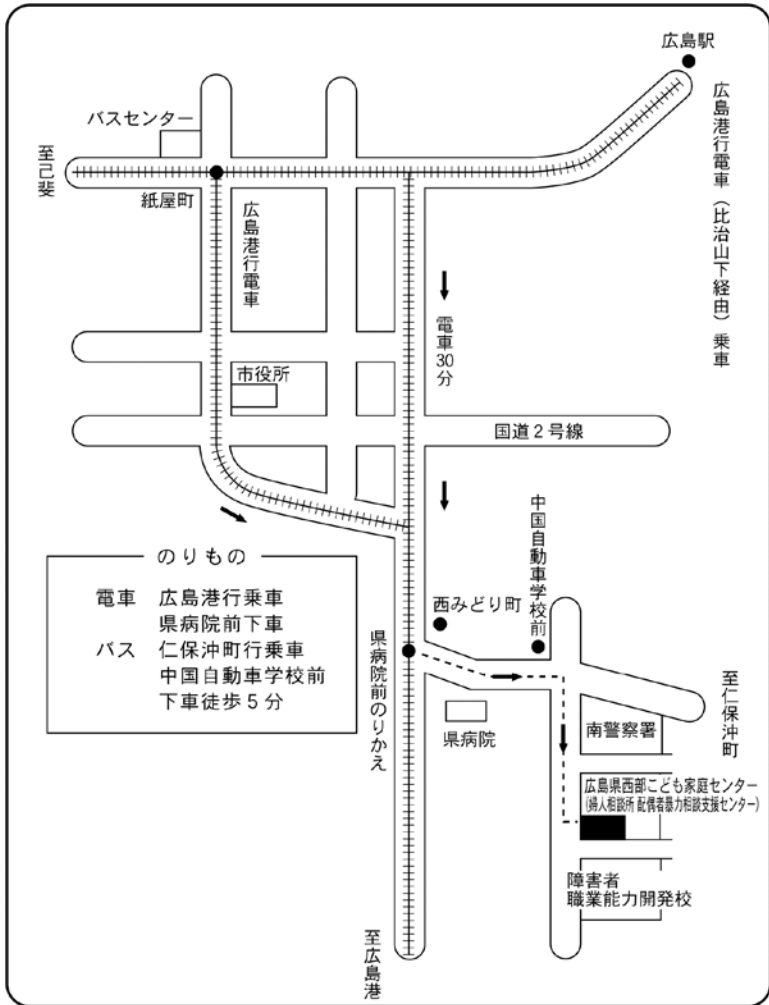 広島駅
バスセンター
至己斐
紙屋町
広島港行電車
広島港行電車（比治山下経由）乗車
電車30分
市役所
国道２号線
中国自動車学校前
西みどり町
のりもの
電車　広島港行乗車
県病院前下車
バス　仁保沖町行乗車
中国自動車学校前
下車徒歩５分
県病院前のりかえ
県病院
至仁保沖町
南警察署
広島県西部こども家庭センター
(婦人相談所 配偶者暴力相談支援センター)
障害者
職業能力開発校
至広島港